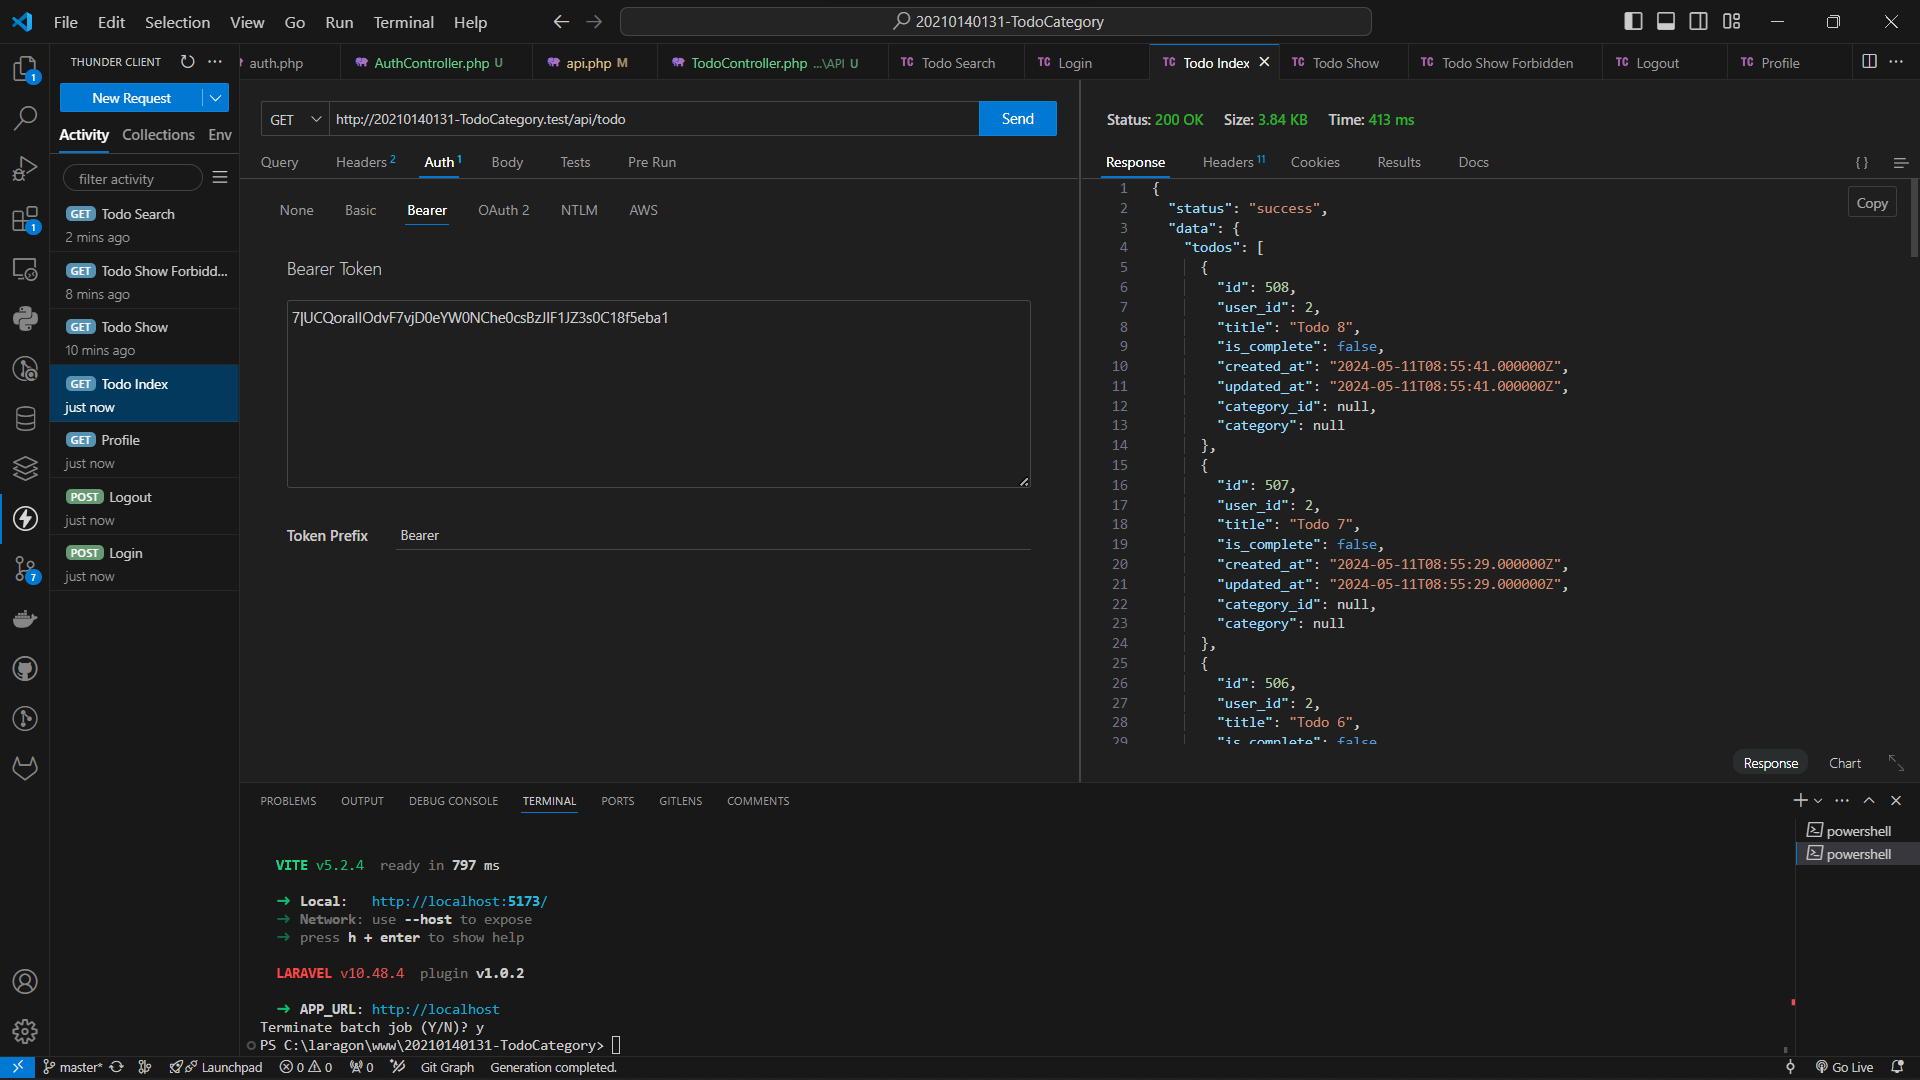 File Edit Selection View Go Run Terminal Help
20210140131-TodoCategory
THUNDER CLIENT
New Request
Activity Collections Env
filter activity
GET Todo Search
2 mins ago
GET Todo Show Forbidd...
8 mins ago
GET Todo Show
10 mins ago
GET Todo Index
just now
GET Profile
just now
POST Logout
just now
POST Login
just now
1
1
7
auth.php
AuthController.php U
api.php M
TodoController.php ...\API U
TC Todo Search
TC Login
TC Todo Index
TC Todo Show
TC Todo Show Forbidden
TC Logout
TC Profile
GET http://20210140131-TodoCategory.test/api/todo Send
Query Headers 2 Auth 1 Body Tests Pre Run
None Basic Bearer OAuth 2 NTLM AWS
Bearer Token
Token Prefix Bearer
Status: 200 OK Size: 3.84 KB Time: 413 ms
Response Headers 11 Cookies Results Docs
{ }
Copy
1 {
2 "status": "success",
3 "data": {
4 "todos": [
5 {
6 "id": 508,
7 "user_id": 2,
8 "title": "Todo 8",
9 "is_complete": false,
10 "created_at": "2024-05-11T08:55:41.000000Z",
11 "updated_at": "2024-05-11T08:55:41.000000Z",
12 "category_id": null,
13 "category": null
14 },
15 {
16 "id": 507,
17 "user_id": 2,
18 "title": "Todo 7",
19 "is_complete": false,
20 "created_at": "2024-05-11T08:55:29.000000Z",
21 "updated_at": "2024-05-11T08:55:29.000000Z",
22 "category_id": null,
23 "category": null
24 },
25 {
26 "id": 506,
27 "user_id": 2,
28 "title": "Todo 6",
29 "is_complete": false
Response Chart
PROBLEMS OUTPUT DEBUG CONSOLE TERMINAL PORTS GITLENS COMMENTS
VITE v5.2.4 ready in 797 ms
➜ Local: http://localhost:5173/
➜ Network: use --host to expose
➜ press h + enter to show help
LARAVEL v10.48.4 plugin v1.0.2
➜ APP_URL: http://localhost
Terminate batch job (Y/N)? y
PS C:\laragon\www\20210140131-TodoCategory>
powershell
powershell
master* Launchpad 0 0 0 Git Graph Generation completed.
Go Live